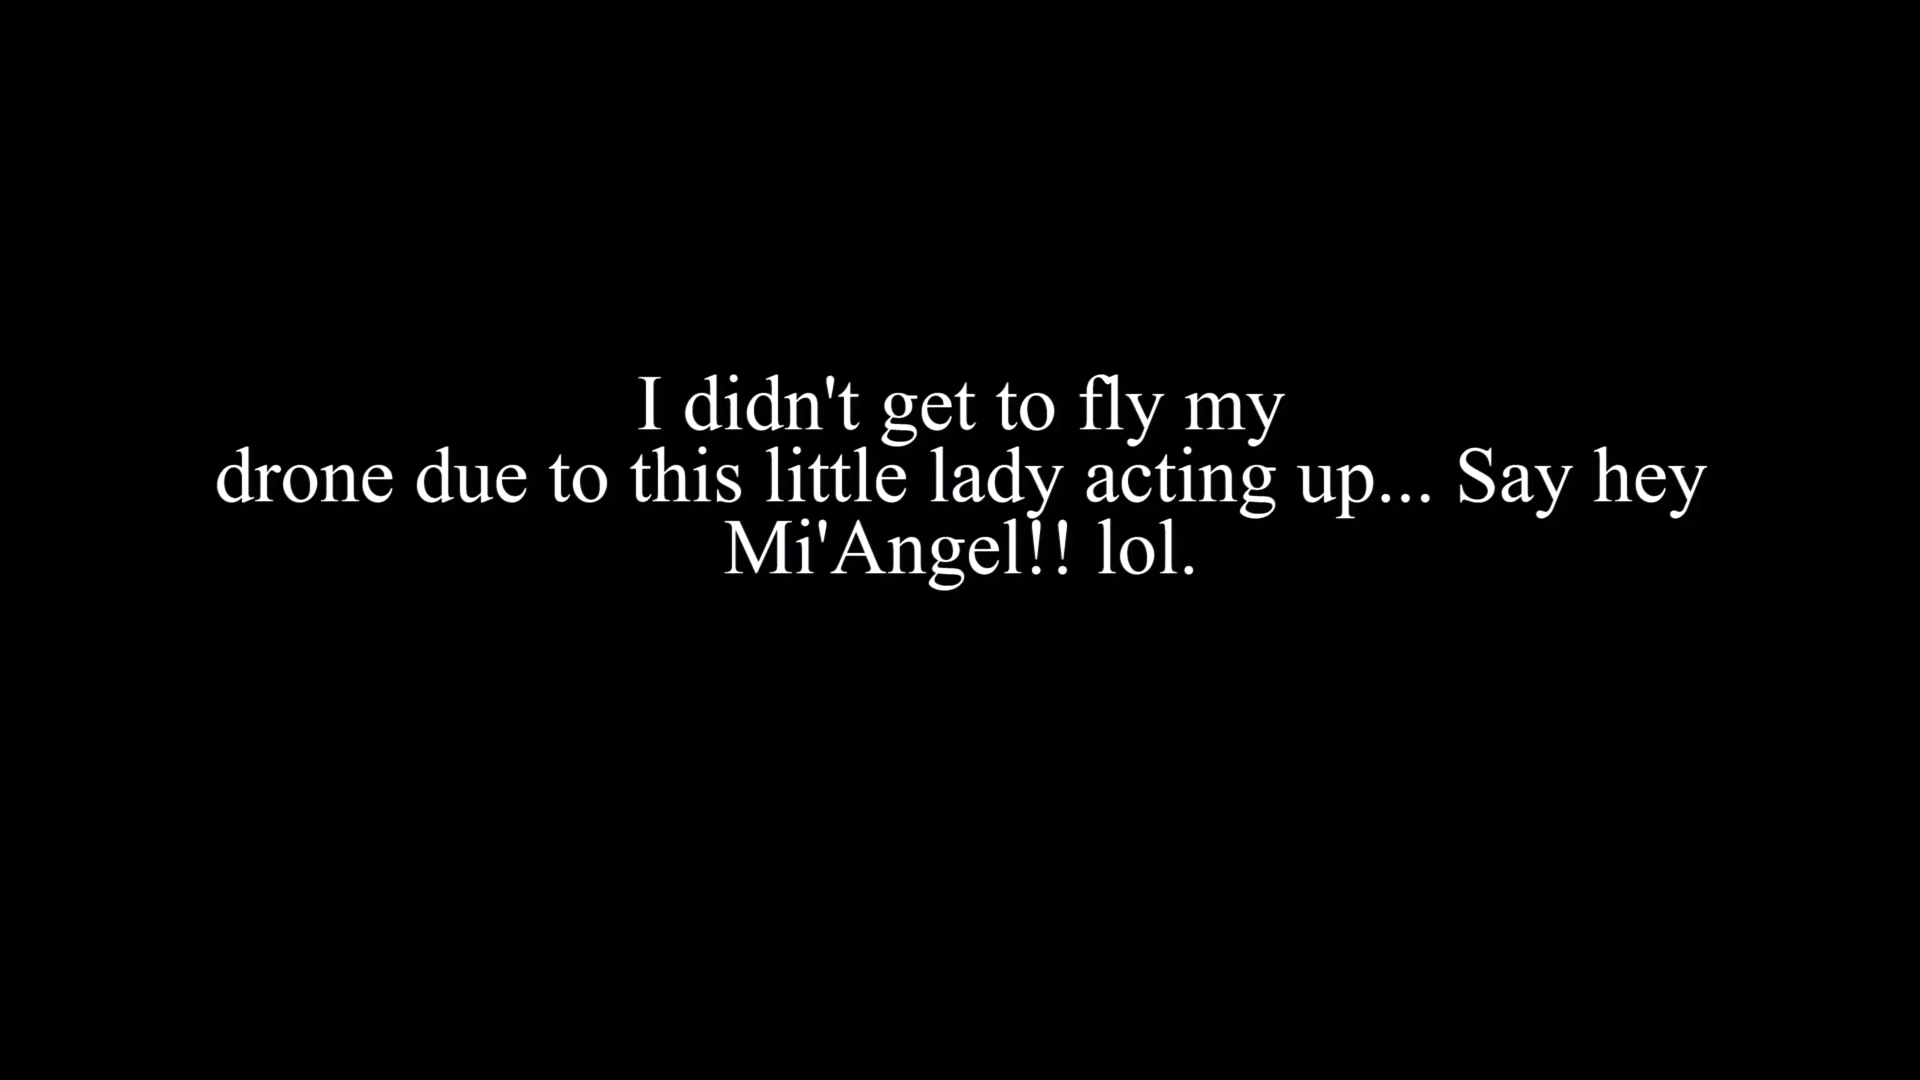 I didn't get to fly my
drone due to this little lady acting up... Say hey
Mi'Angel!! lol.